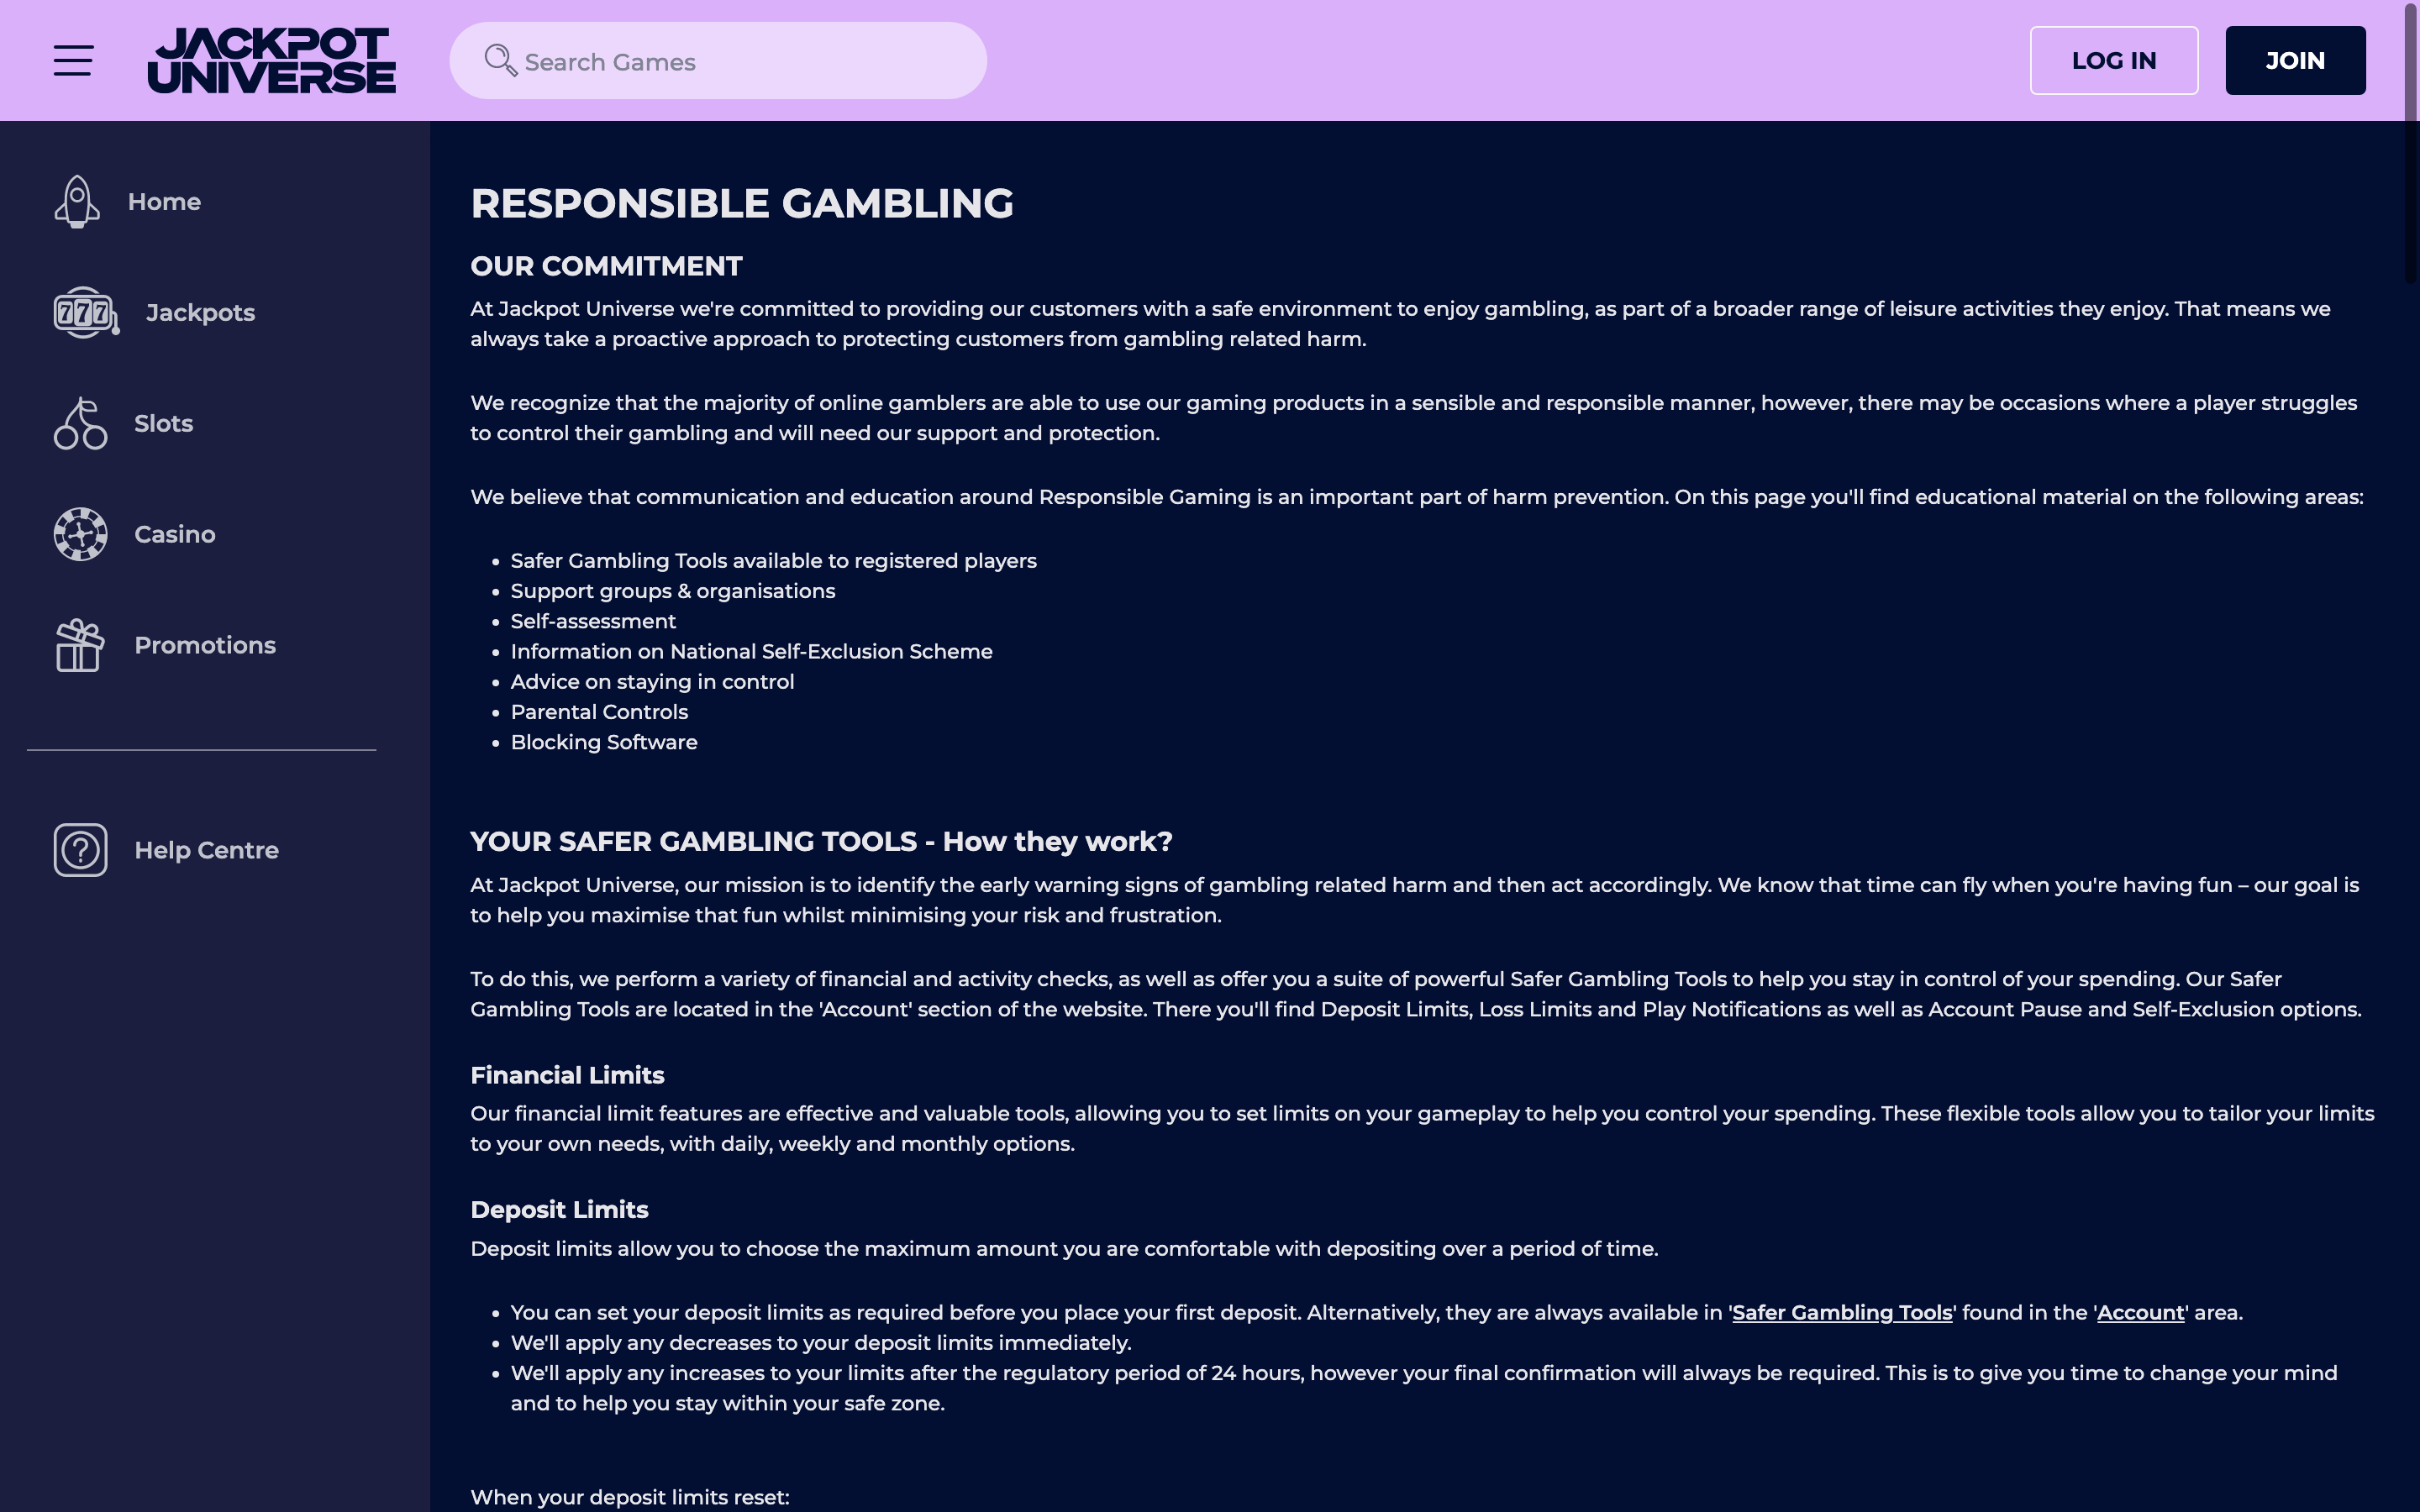 JACKPOT
UNIVERSE
Search Games
LOG IN
JOIN
Home
777
Jackpots
Slots
Casino
Promotions
?
Help Centre
RESPONSIBLE GAMBLING
OUR COMMITMENT
At Jackpot Universe we're committed to providing our customers with a safe environment to enjoy gambling, as part of a broader range of leisure activities they enjoy. That means we
always take a proactive approach to protecting customers from gambling related harm.
We recognize that the majority of online gamblers are able to use our gaming products in a sensible and responsible manner, however, there may be occasions where a player struggles
to control their gambling and will need our support and protection.
We believe that communication and education around Responsible Gaming is an important part of harm prevention. On this page you'll find educational material on the following areas:
• Safer Gambling Tools available to registered players
• Support groups & organisations
• Self-assessment
• Information on National Self-Exclusion Scheme
• Advice on staying in control
• Parental Controls
• Blocking Software
YOUR SAFER GAMBLING TOOLS - How they work?
At Jackpot Universe, our mission is to identify the early warning signs of gambling related harm and then act accordingly. We know that time can fly when you're having fun – our goal is
to help you maximise that fun whilst minimising your risk and frustration.
To do this, we perform a variety of financial and activity checks, as well as offer you a suite of powerful Safer Gambling Tools to help you stay in control of your spending. Our Safer
Gambling Tools are located in the 'Account' section of the website. There you'll find Deposit Limits, Loss Limits and Play Notifications as well as Account Pause and Self-Exclusion options.
Financial Limits
Our financial limit features are effective and valuable tools, allowing you to set limits on your gameplay to help you control your spending. These flexible tools allow you to tailor your limits
to your own needs, with daily, weekly and monthly options.
Deposit Limits
Deposit limits allow you to choose the maximum amount you are comfortable with depositing over a period of time.
• You can set your deposit limits as required before you place your first deposit. Alternatively, they are always available in 'Safer Gambling Tools' found in the 'Account' area.
• We'll apply any decreases to your deposit limits immediately.
• We'll apply any increases to your limits after the regulatory period of 24 hours, however your final confirmation will always be required. This is to give you time to change your mind
and to help you stay within your safe zone.
When your deposit limits reset: